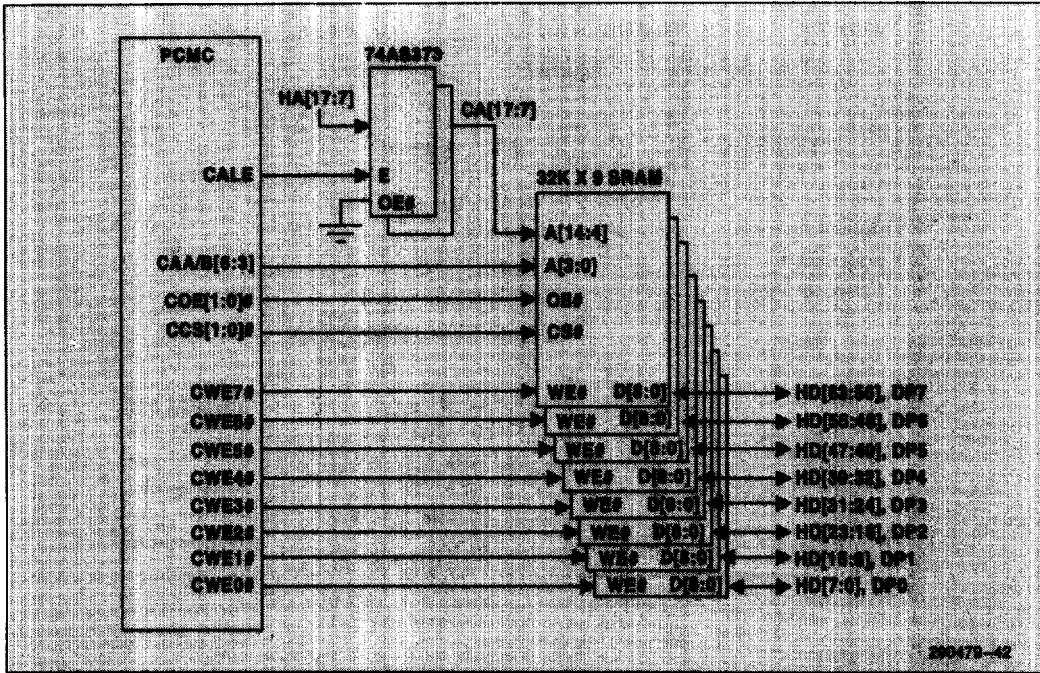 PCMC
74AS373
HA[17:7]
CA[17:7]
CALE
E
OE#
32K X 9 SRAM
A[14:4]
CAA/B[6:3]
A[3:0]
COE[1:0]#
OE#
CCS[1:0]#
CS#
CWE7#
WE#
D[8:0]
HD[63:56], DP7
CWE6#
WE#
D[8:0]
HD[55:48], DP6
CWE5#
WE#
D[8:0]
HD[47:40], DP5
CWE4#
WE#
D[8:0]
HD[39:32], DP4
CWE3#
WE#
D[8:0]
HD[31:24], DP3
CWE2#
WE#
D[8:0]
HD[23:16], DP2
CWE1#
WE#
D[8:0]
HD[15:8], DP1
CWE0#
WE#
D[8:0]
HD[7:0], DP0
290479–42